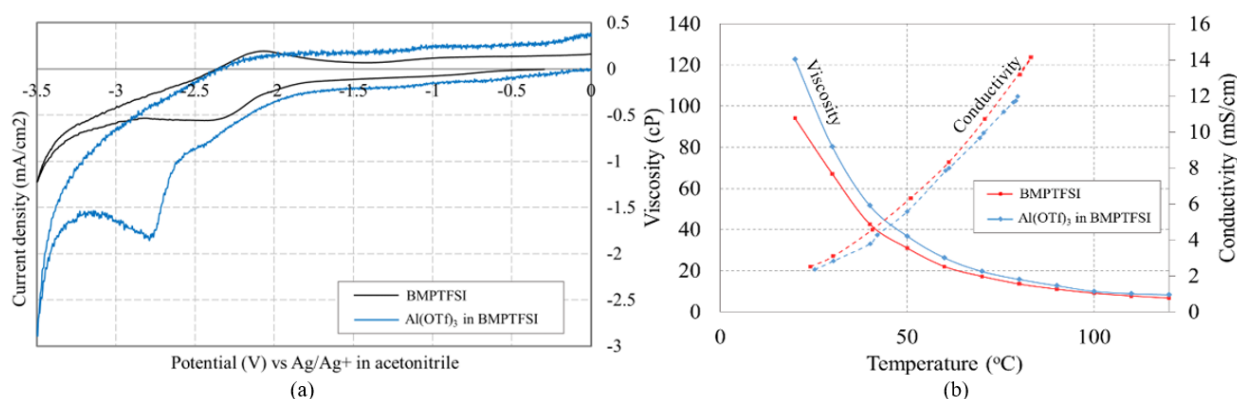 0.5
0
-0.5
-1
-1.5
-2
-2.5
-3
-3.5
-3
-2.5
-2
-1.5
-1
-0.5
0
Current density (mA/cm2)
BMPTFSI
Al(OTf)3 in BMPTFSI
Potential (V) vs Ag/Ag+ in acetonitrile
(a)
140
120
100
80
60
40
20
0
Viscosity (cP)
Viscosity
Conductivity
BMPTFSI
Al(OTf)3 in BMPTFSI
16
14
12
10
8
6
4
2
0
Conductivity (mS/cm)
0
50
100
Temperature (°C)
(b)